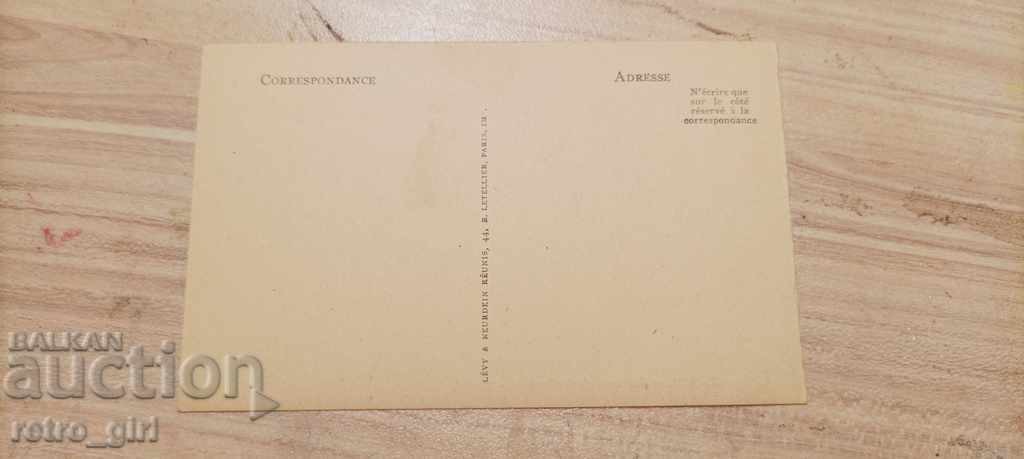 CORRESPONDANCE
ADRESSE
N'écrire que
sur le côté
réservé à la
correspondance
LÉVY & NEURDEIN RÉUNIS, 44, R. LETELLIER, PARIS, IM.
BALKAN
auction
retro_girl